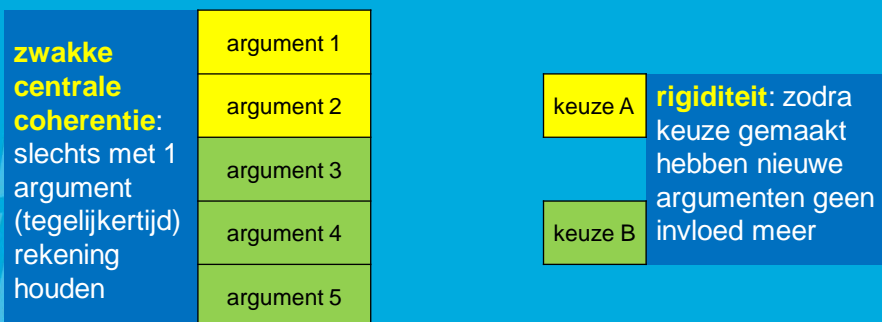 zwakke
centrale
coherentie:
slechts met 1
argument
(tegelijkertijd)
rekening
houden
argument 1
argument 2
argument 3
argument 4
argument 5
keuze A
keuze B
rigiditeit: zodra
keuze gemaakt
hebben nieuwe
argumenten geen
invloed meer